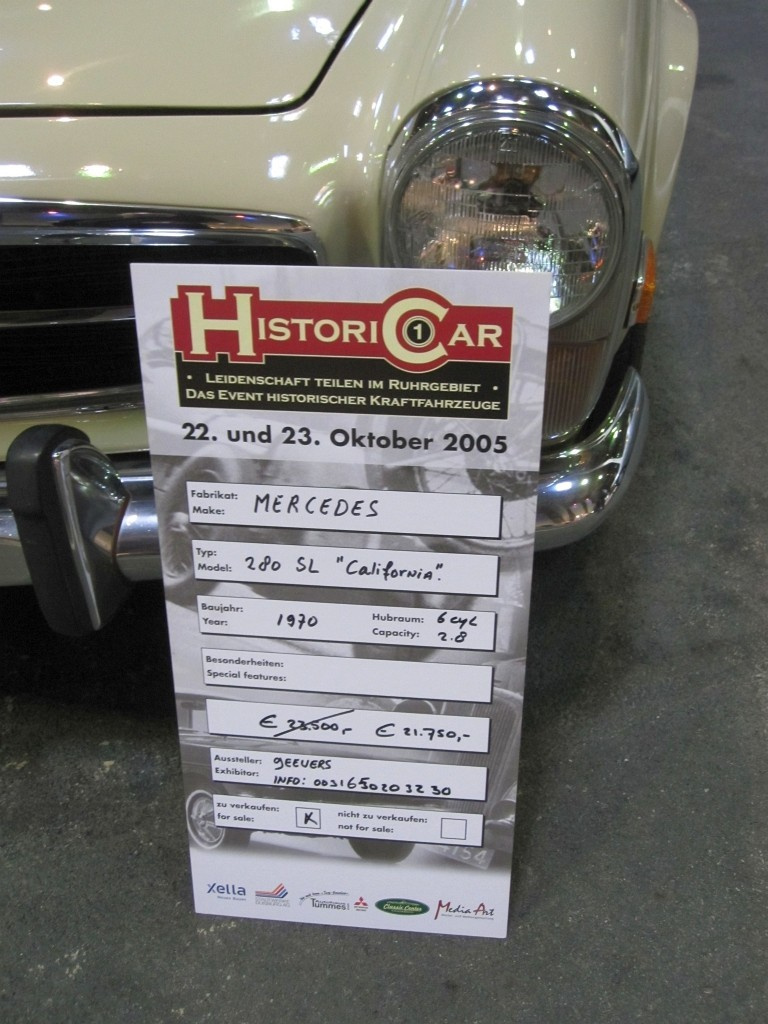 HISTORICAR 1
• LEIDENSCHAFT TEILEN IM RUHRGEBIET •
DAS EVENT HISTORISCHER KRAFTFAHRZEUGE
22. und 23. Oktober 2005
Fabrikat:
Make: MERCEDES
Typ:
Model: 280 SL "California".
Baujahr: Hubraum: 6 cyl
Year: 1970 Capacity: 2.8
Besonderheiten:
Special features:
€ 23.500,- € 21.750,-
Aussteller: GEEVERS
Exhibitor: INFO: 0031650203230
zu verkaufen: nicht zu verkaufen:
for sale: X not for sale:
xella Tummes Classic Center Media Art